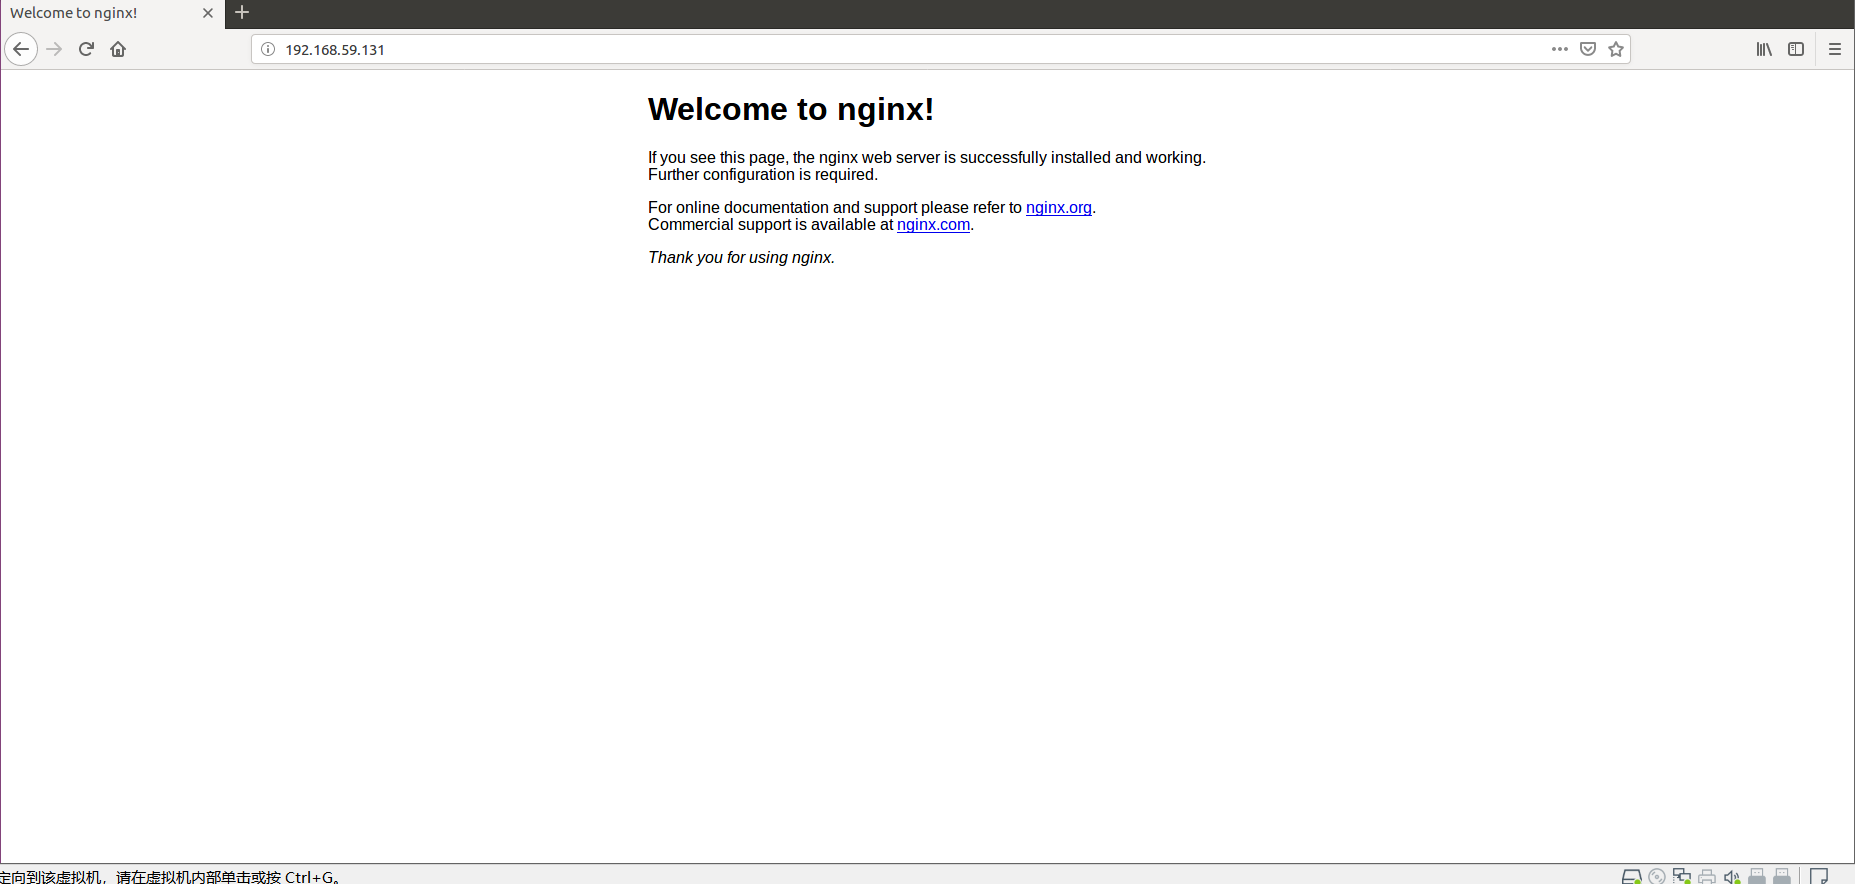 Welcome to nginx!
192.168.59.131
Welcome to nginx!
If you see this page, the nginx web server is successfully installed and working.
Further configuration is required.
For online documentation and support please refer to nginx.org.
Commercial support is available at nginx.com.
Thank you for using nginx.
定向到该虚拟机，请在虚拟机内部单击或按 Ctrl+G。